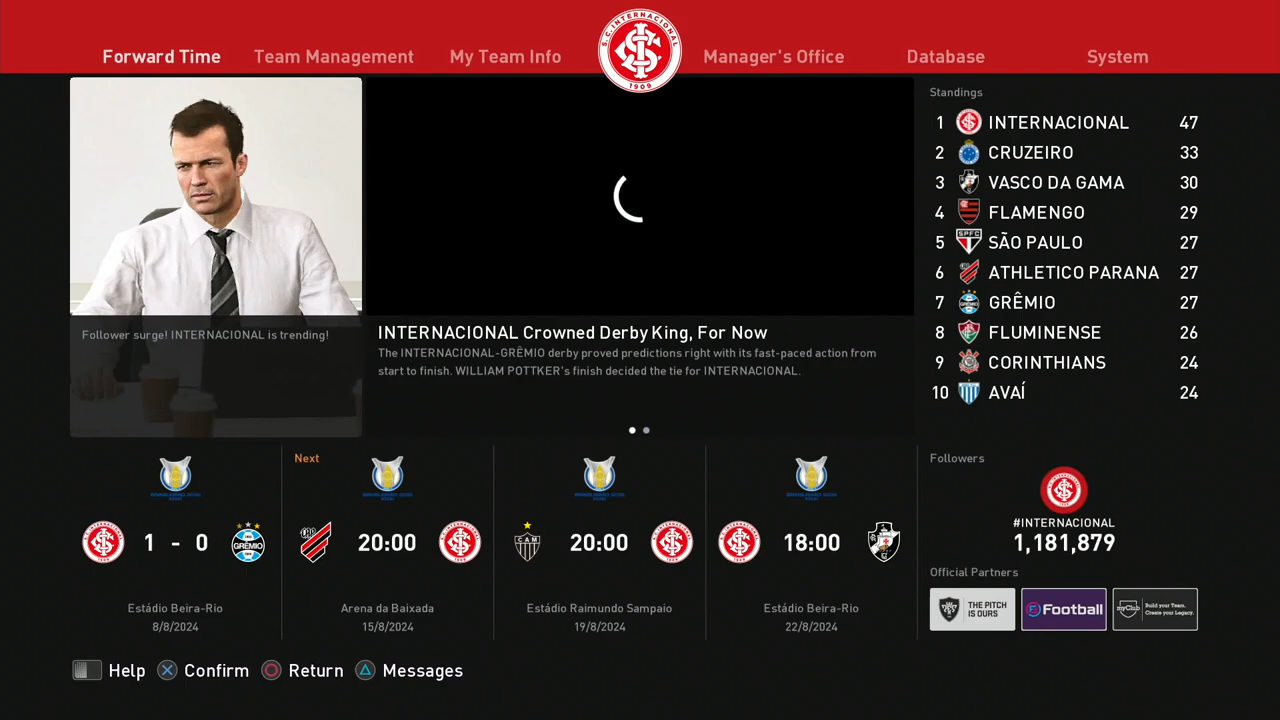 Forward Time
Team Management
My Team Info
S.C. INTERNACIONAL
1909
Manager's Office
Database
System
Follower surge! INTERNACIONAL is trending!
INTERNACIONAL Crowned Derby King, For Now
The INTERNACIONAL-GRÊMIO derby proved predictions right with its fast-paced action from
start to finish. WILLIAM POTTKER's finish decided the tie for INTERNACIONAL.
Standings
1 INTERNACIONAL 47
2 CRUZEIRO 33
3 VASCO DA GAMA 30
4 FLAMENGO 29
5 SÃO PAULO 27
6 ATHLETICO PARANA 27
7 GRÊMIO 27
8 FLUMINENSE 26
9 CORINTHIANS 24
10 AVAÍ 24
1 - 0
GRÊMIO
Estádio Beira-Rio
8/8/2024
Next
20:00
Arena da Baixada
15/8/2024
CAM
20:00
Estádio Raimundo Sampaio
19/8/2024
18:00
Estádio Beira-Rio
22/8/2024
Followers
#INTERNACIONAL
1,181,879
Official Partners
THE PITCH
IS OURS
eFootball
myClub
Build your Team.
Create your Legacy.
Help
Confirm
Return
Messages